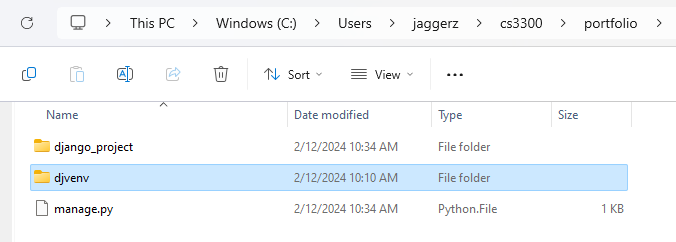 This PC > Windows (C:) > Users > jaggerz > cs3300 > portfolio >
Sort View ...
Name Date modified Type Size
django_project 2/12/2024 10:34 AM File folder
djvenv 2/12/2024 10:10 AM File folder
manage.py 2/12/2024 10:34 AM Python.File 1 KB